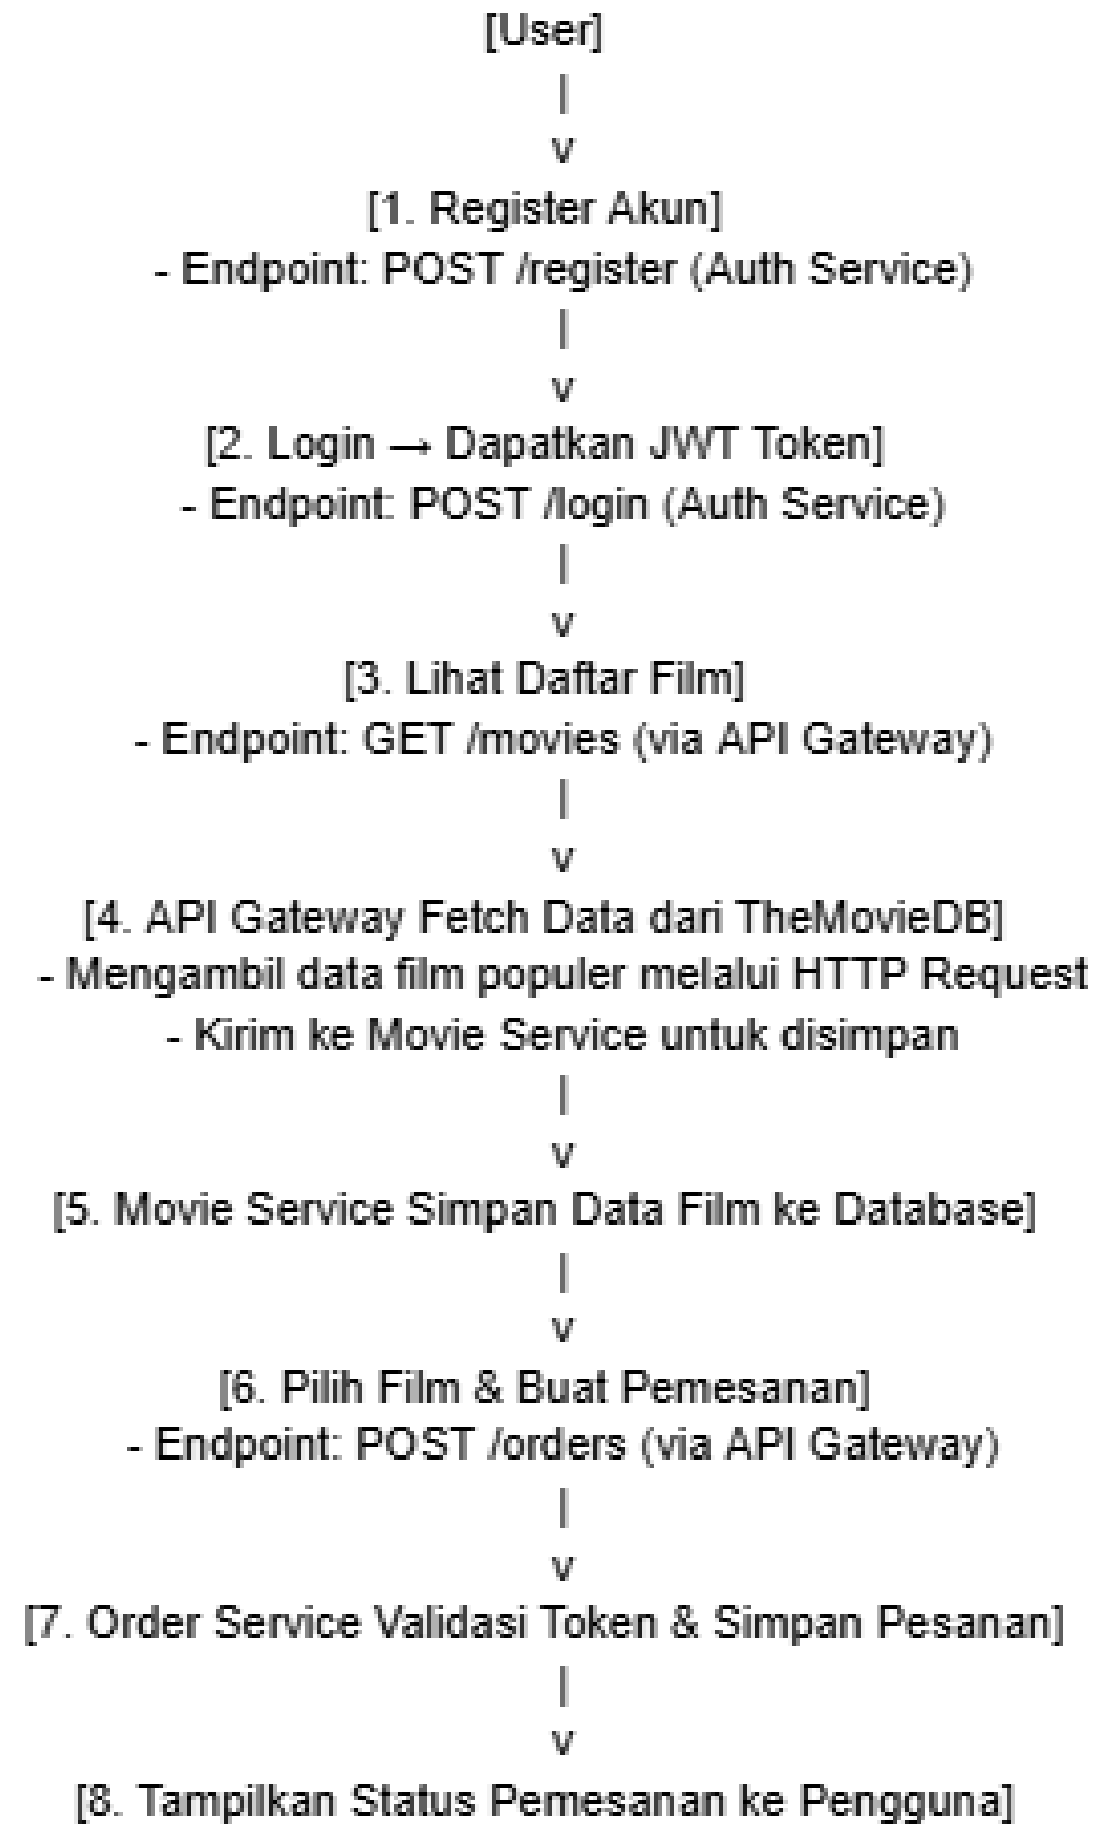 [User]
|
v
[1. Register Akun]
- Endpoint: POST /register (Auth Service)
|
v
[2. Login → Dapatkan JWT Token]
- Endpoint: POST /login (Auth Service)
|
v
[3. Lihat Daftar Film]
- Endpoint: GET /movies (via API Gateway)
|
v
[4. API Gateway Fetch Data dari TheMovieDB]
- Mengambil data film populer melalui HTTP Request
- Kirim ke Movie Service untuk disimpan
|
v
[5. Movie Service Simpan Data Film ke Database]
|
v
[6. Pilih Film & Buat Pemesanan]
- Endpoint: POST /orders (via API Gateway)
|
v
[7. Order Service Validasi Token & Simpan Pesanan]
|
v
[8. Tampilkan Status Pemesanan ke Pengguna]